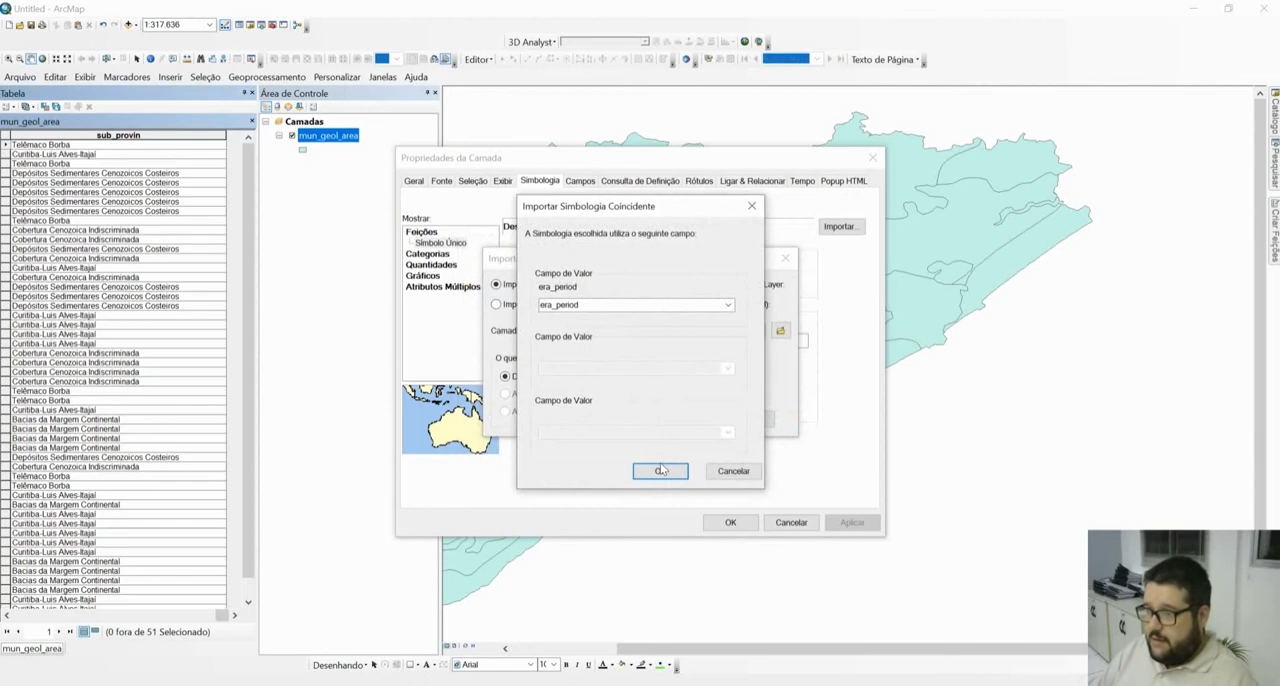 Untitled - ArcMap
1:317.636
3D Analyst
Editor
Texto de Página
Arquivo Editar Exibir Marcadores Inserir Seleção Geoprocessamento Personalizar Janelas Ajuda
Tabela
mun_geol_area
sub_provin
Telêmaco Borba
Curitiba-Luis Alves-Itajaí
Telêmaco Borba
Depósitos Sedimentares Cenozoicos Costeiros
Depósitos Sedimentares Cenozoicos Costeiros
Depósitos Sedimentares Cenozoicos Costeiros
Depósitos Sedimentares Cenozoicos Costeiros
Depósitos Sedimentares Cenozoicos Costeiros
Telêmaco Borba
Cobertura Cenozoica Indiscriminada
Cobertura Cenozoica Indiscriminada
Depósitos Sedimentares Cenozoicos Costeiros
Cobertura Cenozoica Indiscriminada
Curitiba-Luis Alves-Itajaí
Cobertura Cenozoica Indiscriminada
Depósitos Sedimentares Cenozoicos Costeiros
Depósitos Sedimentares Cenozoicos Costeiros
Depósitos Sedimentares Cenozoicos Costeiros
Curitiba-Luis Alves-Itajaí
Curitiba-Luis Alves-Itajaí
Curitiba-Luis Alves-Itajaí
Curitiba-Luis Alves-Itajaí
Cobertura Cenozoica Indiscriminada
Cobertura Cenozoica Indiscriminada
Cobertura Cenozoica Indiscriminada
Cobertura Cenozoica Indiscriminada
Telêmaco Borba
Telêmaco Borba
Curitiba-Luis Alves-Itajaí
Bacias da Margem Continental
Bacias da Margem Continental
Bacias da Margem Continental
Bacias da Margem Continental
Depósitos Sedimentares Cenozoicos Costeiros
Cobertura Cenozoica Indiscriminada
Telêmaco Borba
Telêmaco Borba
Curitiba-Luis Alves-Itajaí
Bacias da Margem Continental
Curitiba-Luis Alves-Itajaí
Curitiba-Luis Alves-Itajaí
Curitiba-Luis Alves-Itajaí
Curitiba-Luis Alves-Itajaí
Curitiba-Luis Alves-Itajaí
Bacias da Margem Continental
Bacias da Margem Continental
Bacias da Margem Continental
Bacias da Margem Continental
Curitiba-Luis Alves-Itajaí
1
(0 fora de 51 Selecionado)
mun_geol_area
Área de Controle
Camadas
mun_geol_area
Propriedades da Camada
Geral Fonte Seleção Exibir Simbologia Campos Consulta de Definição Rótulos Ligar & Relacionar Tempo Popup HTML
Mostrar:
Feições
Símbolo Único
Categorias
Quantidades
Gráficos
Atributos Múltiplos
Des
Importar...
Impor
Imp
Layer
Imp
Camad
O que
Importar Simbologia Coincidente
A Simbologia escolhida utiliza o seguinte campo:
Campo de Valor
era_period
era_period
Campo de Valor
Campo de Valor
Cancelar
OK Cancelar Aplicar
Desenhando
Arial
10
B I U A
Catálogo
Pesquisar
Criar Feições